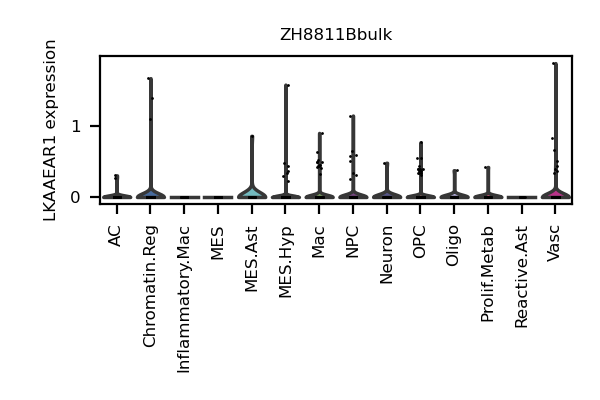 ZH8811Bbulk
LKAAEAR1 expression
1
0
AC
Chromatin.Reg
Inflammatory.Mac
MES
MES.Ast
MES.Hyp
Mac
NPC
Neuron
OPC
Oligo
Prolif.Metab
Reactive.Ast
Vasc